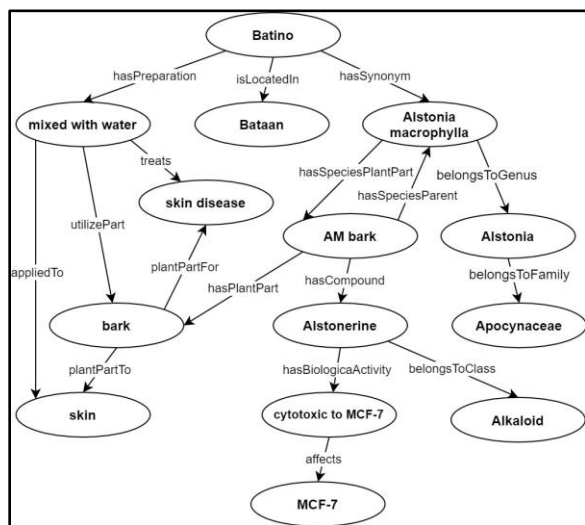 Batino
hasPreparation
isLocatedIn
hasSynonym
mixed with water
Bataan
Alstonia
macrophylla
treats
hasSpeciesPlantPart
belongsToGenus
hasSpeciesParent
skin disease
utilizePart
AM bark
Alstonia
appliedTo
plantPartFor
hasPlantPart
hasCompound
belongsToFamily
bark
Alstonerine
Apocynaceae
plantPartTo
hasBiologicaActivity
belongsToClass
skin
cytotoxic to MCF-7
Alkaloid
affects
MCF-7